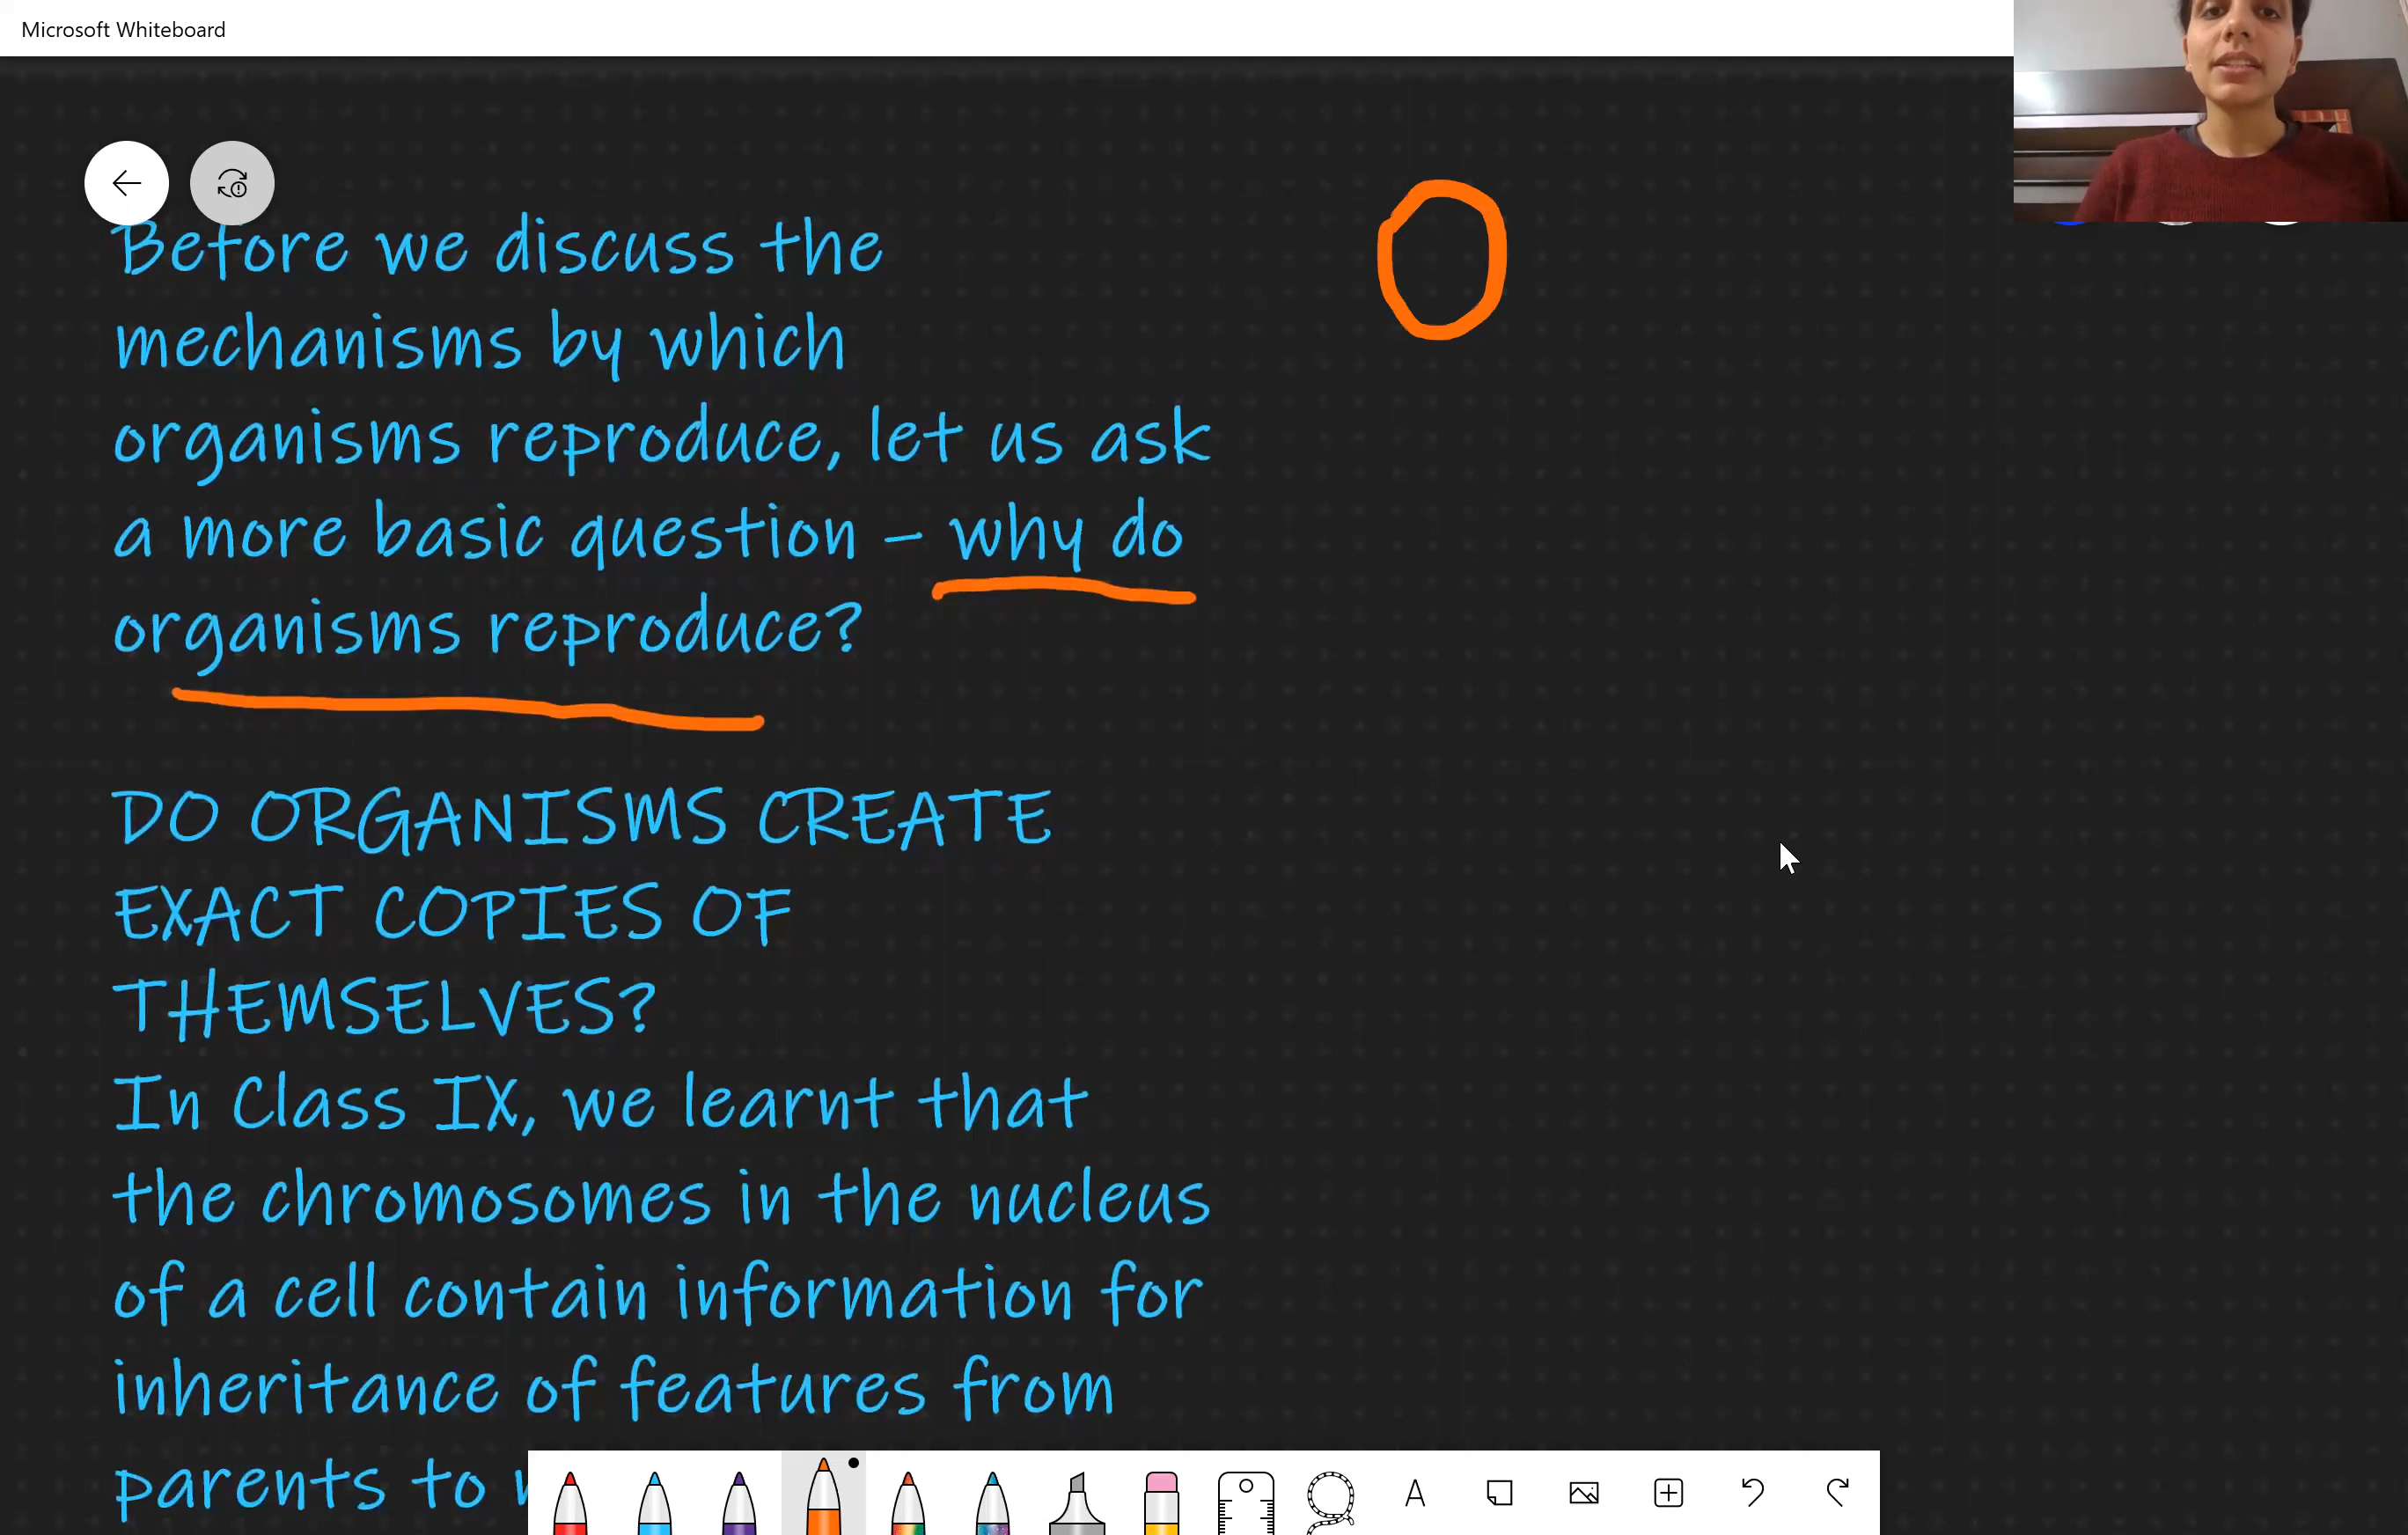 Microsoft Whiteboard
Before we discuss the
mechanisms by which
organisms reproduce, let us ask
a more basic question – why do
organisms reproduce?
DO ORGANISMS CREATE
EXACT COPIES OF
THEMSELVES?
In Class IX, we learnt that
the chromosomes in the nucleus
of a cell contain information for
inheritance of features from
parents to